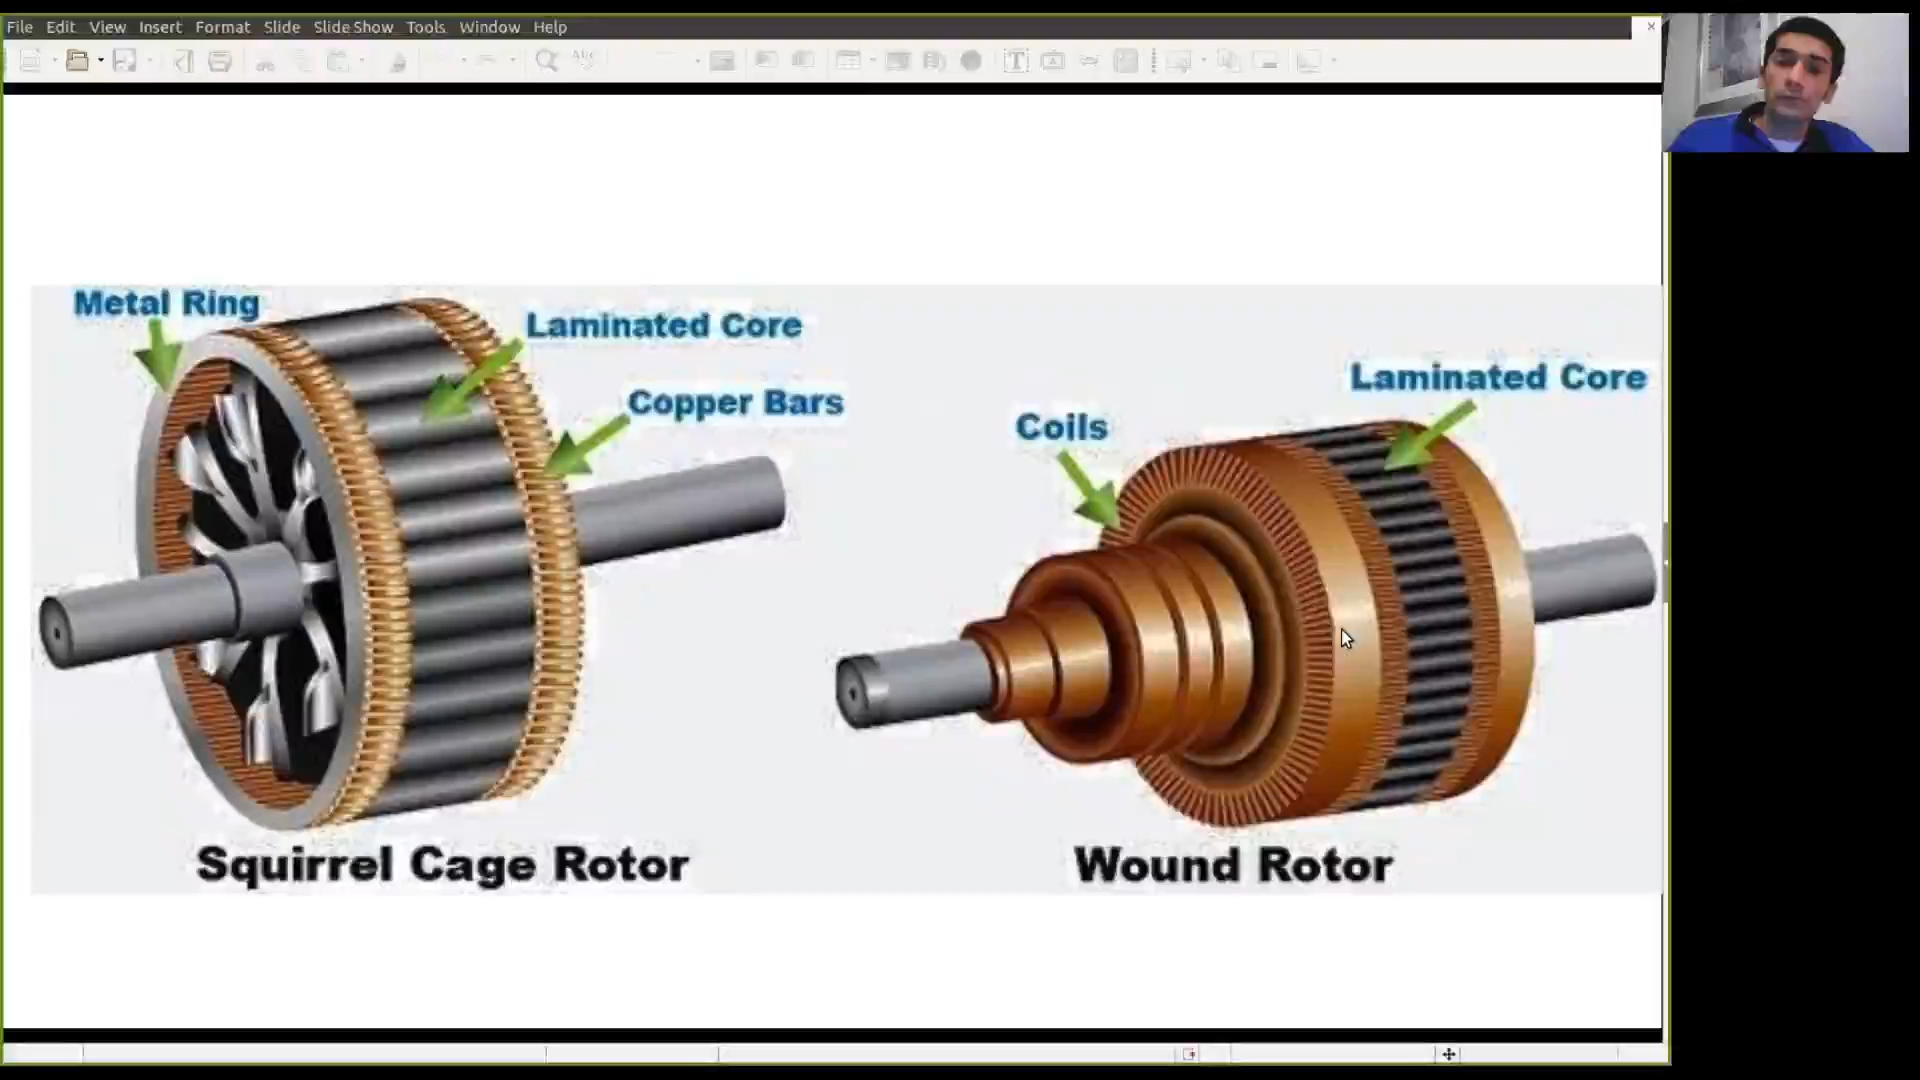 File Edit View Insert Format Slide Slide Show Tools Window Help
Metal Ring
Laminated Core
Copper Bars
Squirrel Cage Rotor
Coils
Laminated Core
Wound Rotor